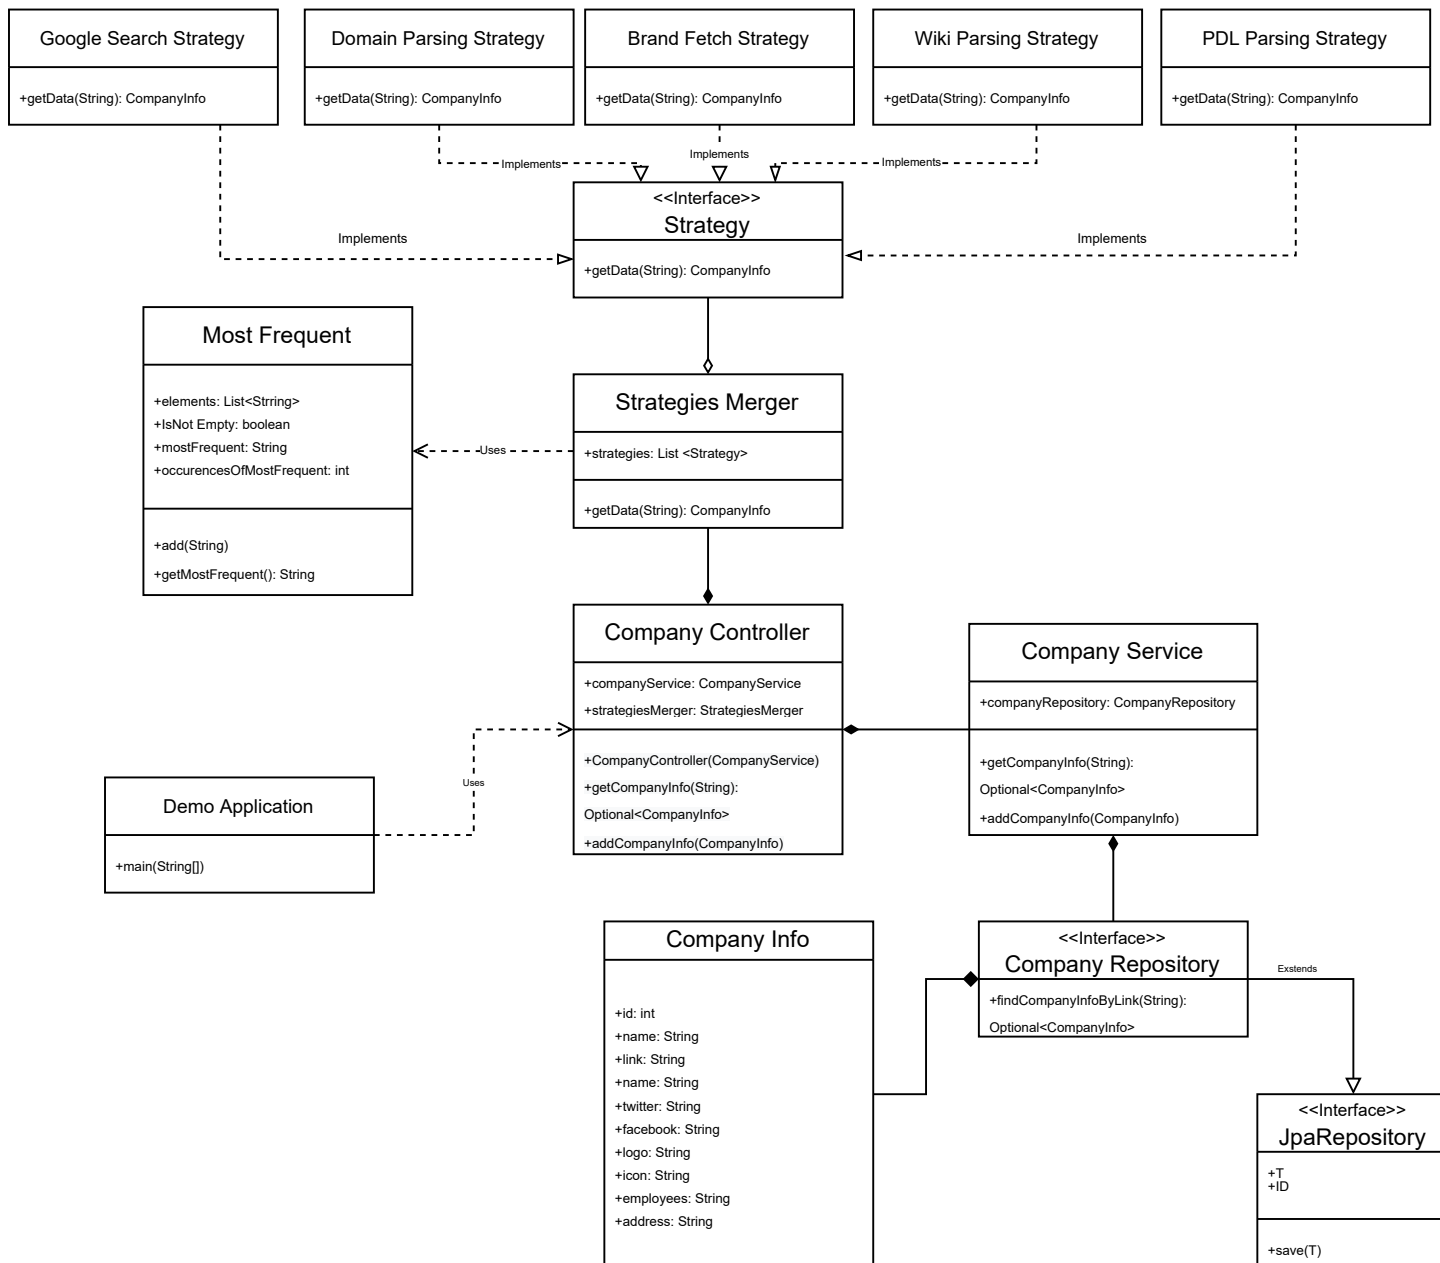 Google Search Strategy
+getData(String): CompanyInfo
Domain Parsing Strategy
+getData(String): CompanyInfo
Brand Fetch Strategy
+getData(String): CompanyInfo
Wiki Parsing Strategy
+getData(String): CompanyInfo
PDL Parsing Strategy
+getData(String): CompanyInfo
Implements
Implements
Implements
Implements
Implements
<<Interface>>
Strategy
+getData(String): CompanyInfo
Most Frequent
+elements: List<Strring>
+IsNot Empty: boolean
+mostFrequent: String
+occurencesOfMostFrequent: int
+add(String)
+getMostFrequent(): String
Uses
Strategies Merger
+strategies: List <Strategy>
+getData(String): CompanyInfo
Company Controller
+companyService: CompanyService
+strategiesMerger: StrategiesMerger
+CompanyController(CompanyService)
+getCompanyInfo(String):
Optional<CompanyInfo>
+addCompanyInfo(CompanyInfo)
Company Service
+companyRepository: CompanyRepository
+getCompanyInfo(String):
Optional<CompanyInfo>
+addCompanyInfo(CompanyInfo)
Uses
Demo Application
+main(String[])
Company Info
+id: int
+name: String
+link: String
+name: String
+twitter: String
+facebook: String
+logo: String
+icon: String
+employees: String
+address: String
<<Interface>>
Company Repository
+findCompanyInfoByLink(String):
Optional<CompanyInfo>
Exstends
<<Interface>>
JpaRepository
+T
+ID
+save(T)